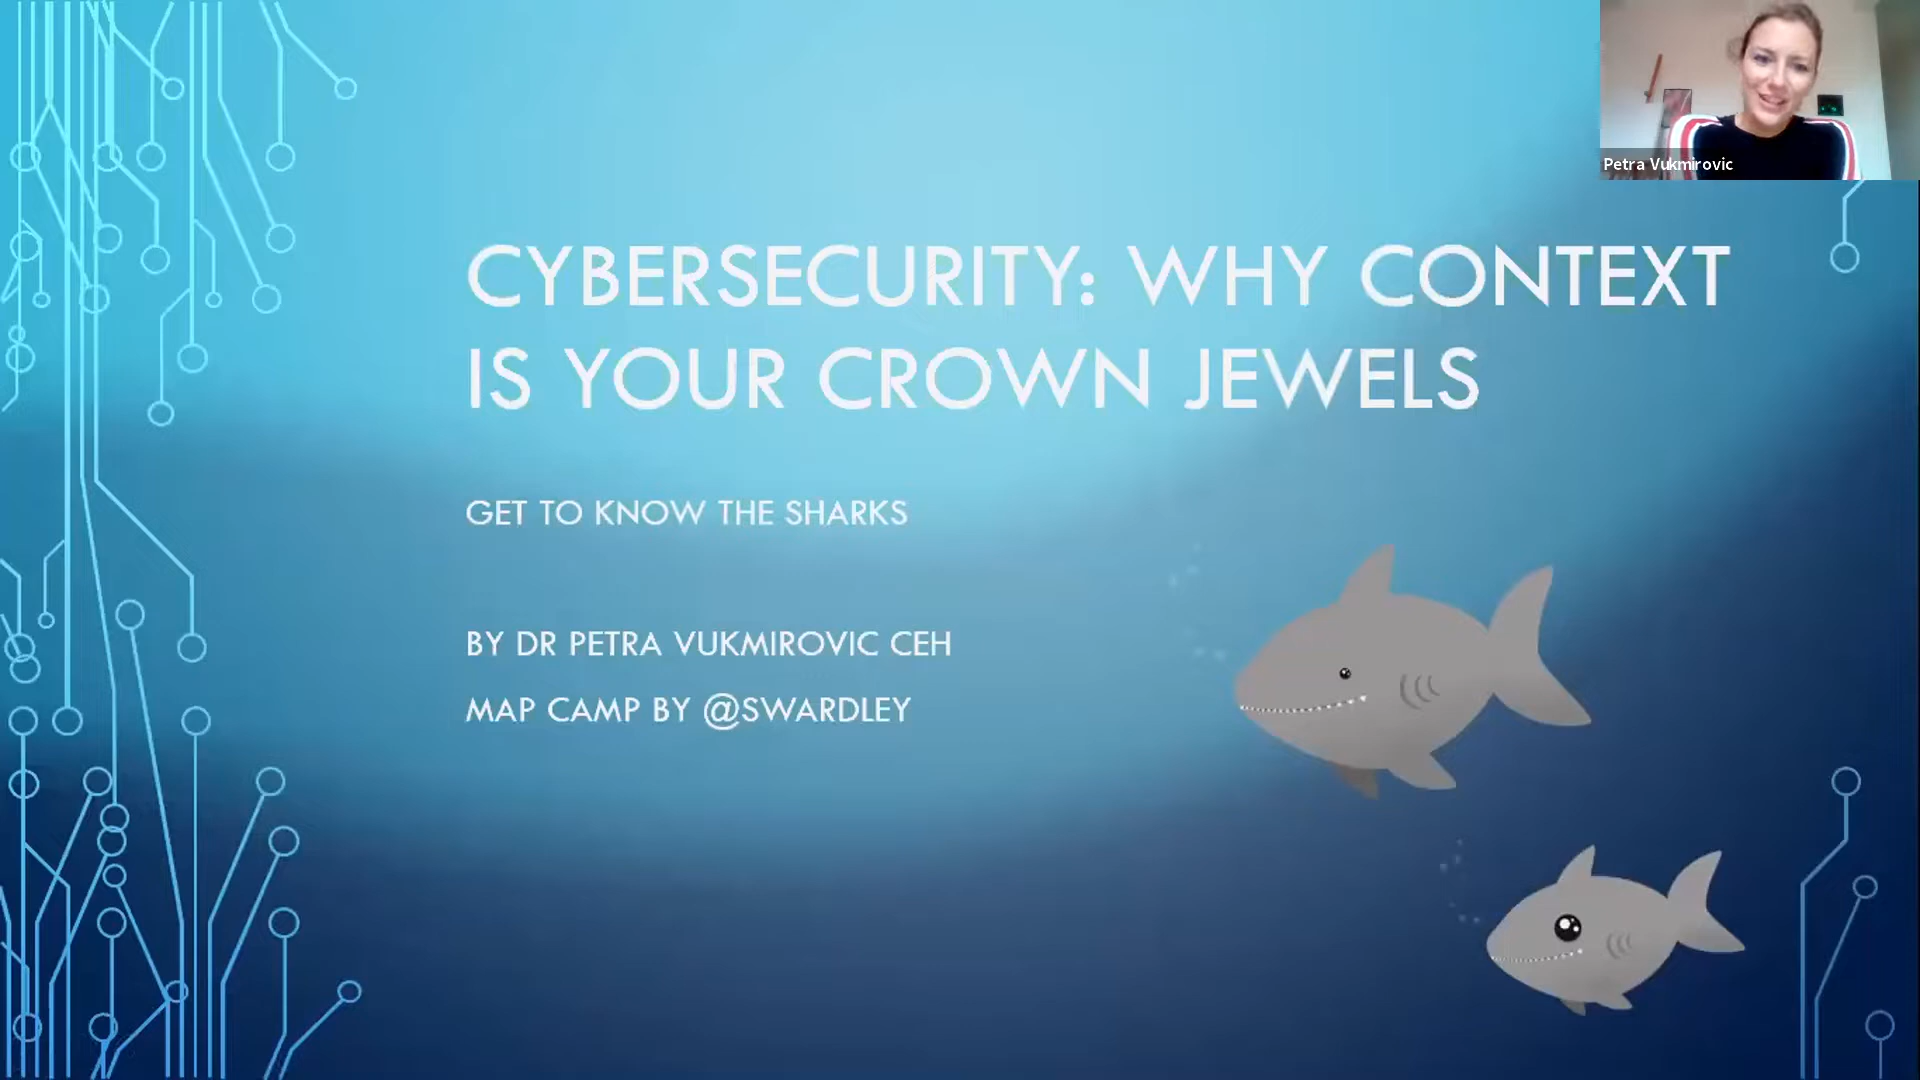 Petra Vukmirovic
CYBERSECURITY: WHY CONTEXT
IS YOUR CROWN JEWELS
GET TO KNOW THE SHARKS
BY DR PETRA VUKMIROVIC CEH
MAP CAMP BY @SWARDLEY